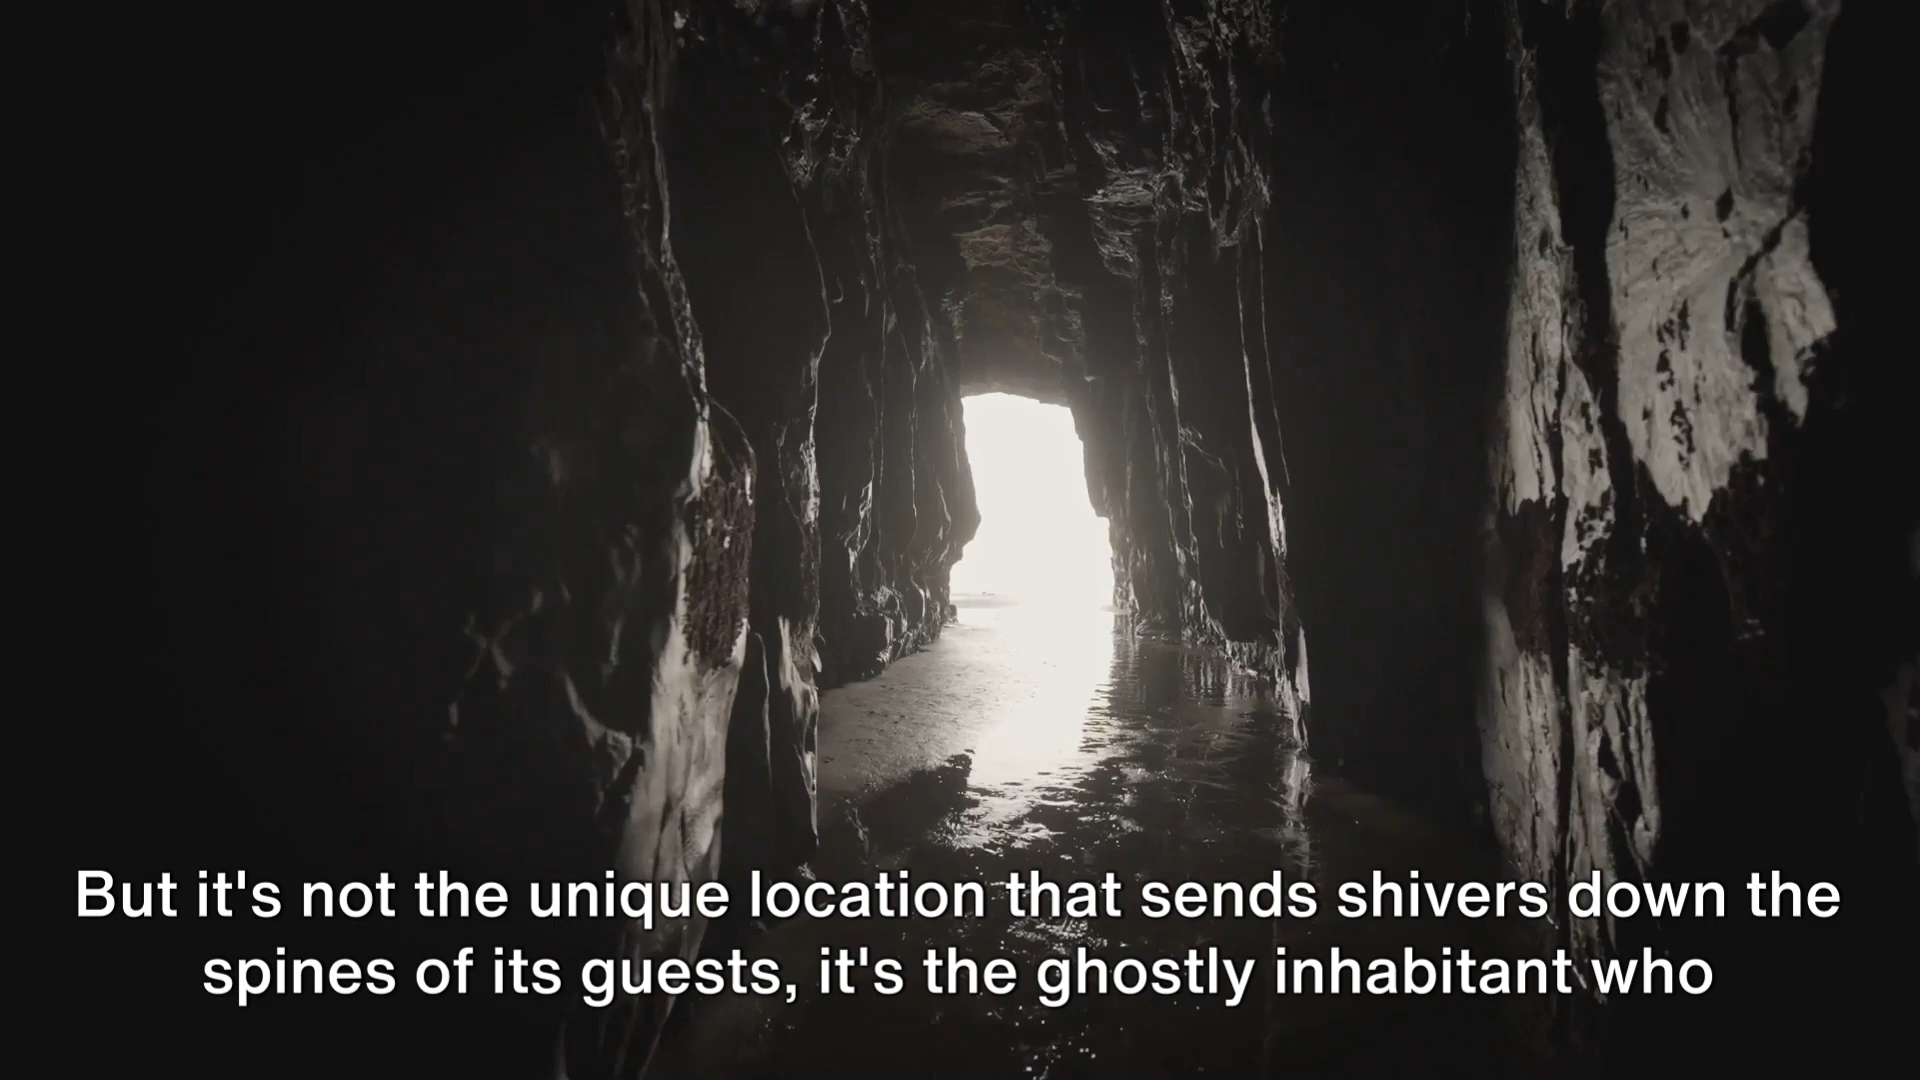 But it's not the unique location that sends shivers down the
spines of its guests, it's the ghostly inhabitant who